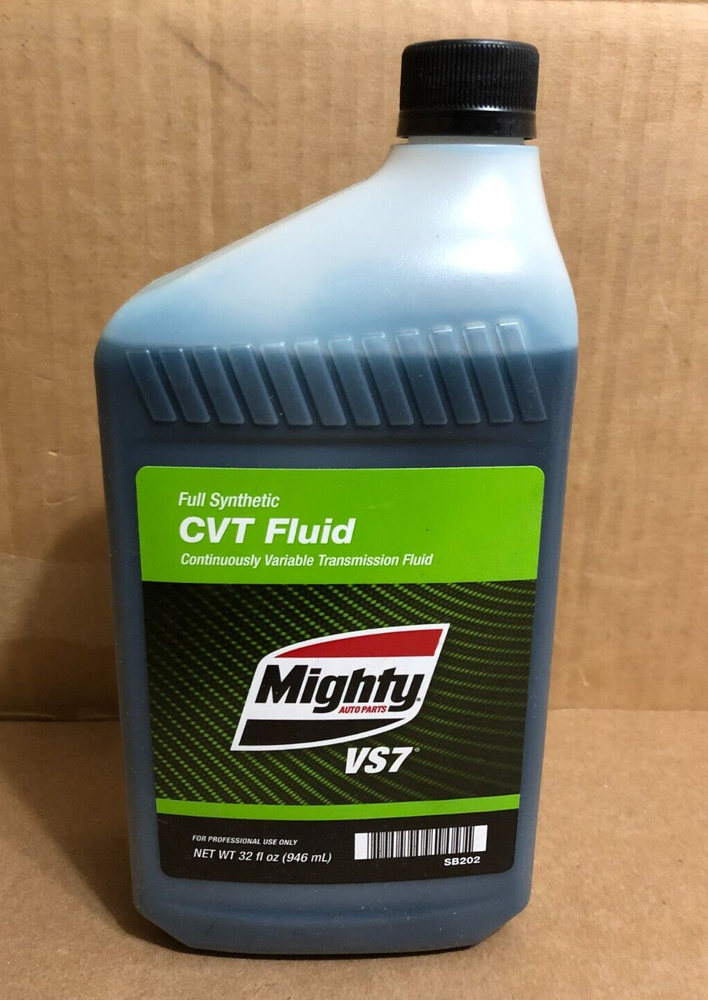 Full Synthetic
CVT Fluid
Continuously Variable Transmission Fluid
Mighty®
AUTO PARTS
VS7®
FOR PROFESSIONAL USE ONLY
NET WT 32 fl oz (946 mL)
SB202